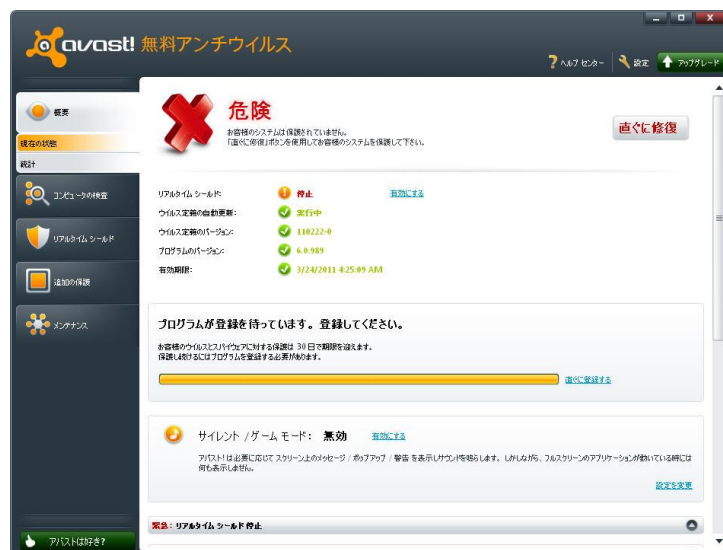 avast! 無料アンチウイルス
ヘルプ センター 設定 アップグレード
概要
現在の状態
統計
コンピュータの検査
リアルタイム シールド
追加の保護
メンテナンス
アバストは好き?
危険
お客様のシステムは保護されていません。
「直ぐに修復」ボタンを使用してお客様のシステムを保護して下さい。
直ぐに修復
リアルタイム シールド: 停止 有効にする
ウイルス定義の自動更新: 実行中
ウイルス定義のバージョン: 110222-0
プログラムのバージョン: 6.0.989
有効期限: 3/24/2011 4:25:09 AM
プログラムが登録を待っています。登録してください。
お客様のウイルスとスパイウェアに対する保護は 30 日で期限を迎えます。
保護し続けるにはプログラムを登録する必要があります。
直ぐに登録する
サイレント / ゲーム モード: 無効 有効にする
アバスト! は必要に応じて スクリーン上のメッセージ / ポップアップ / 警告 を表示しサウンドを鳴らします。しかしながら、フルスクリーンのアプリケーションが動いている時には
何も表示しません。
設定を変更
緊急: リアルタイム シールド 停止